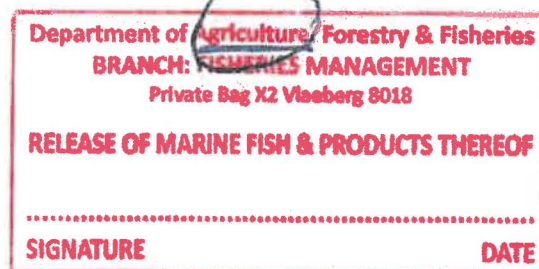 Department of Agriculture, Forestry & Fisheries
BRANCH: FISHERIES MANAGEMENT
Private Bag X2 Vlaeberg 8018
RELEASE OF MARINE FISH & PRODUCTS THEREOF
SIGNATURE DATE